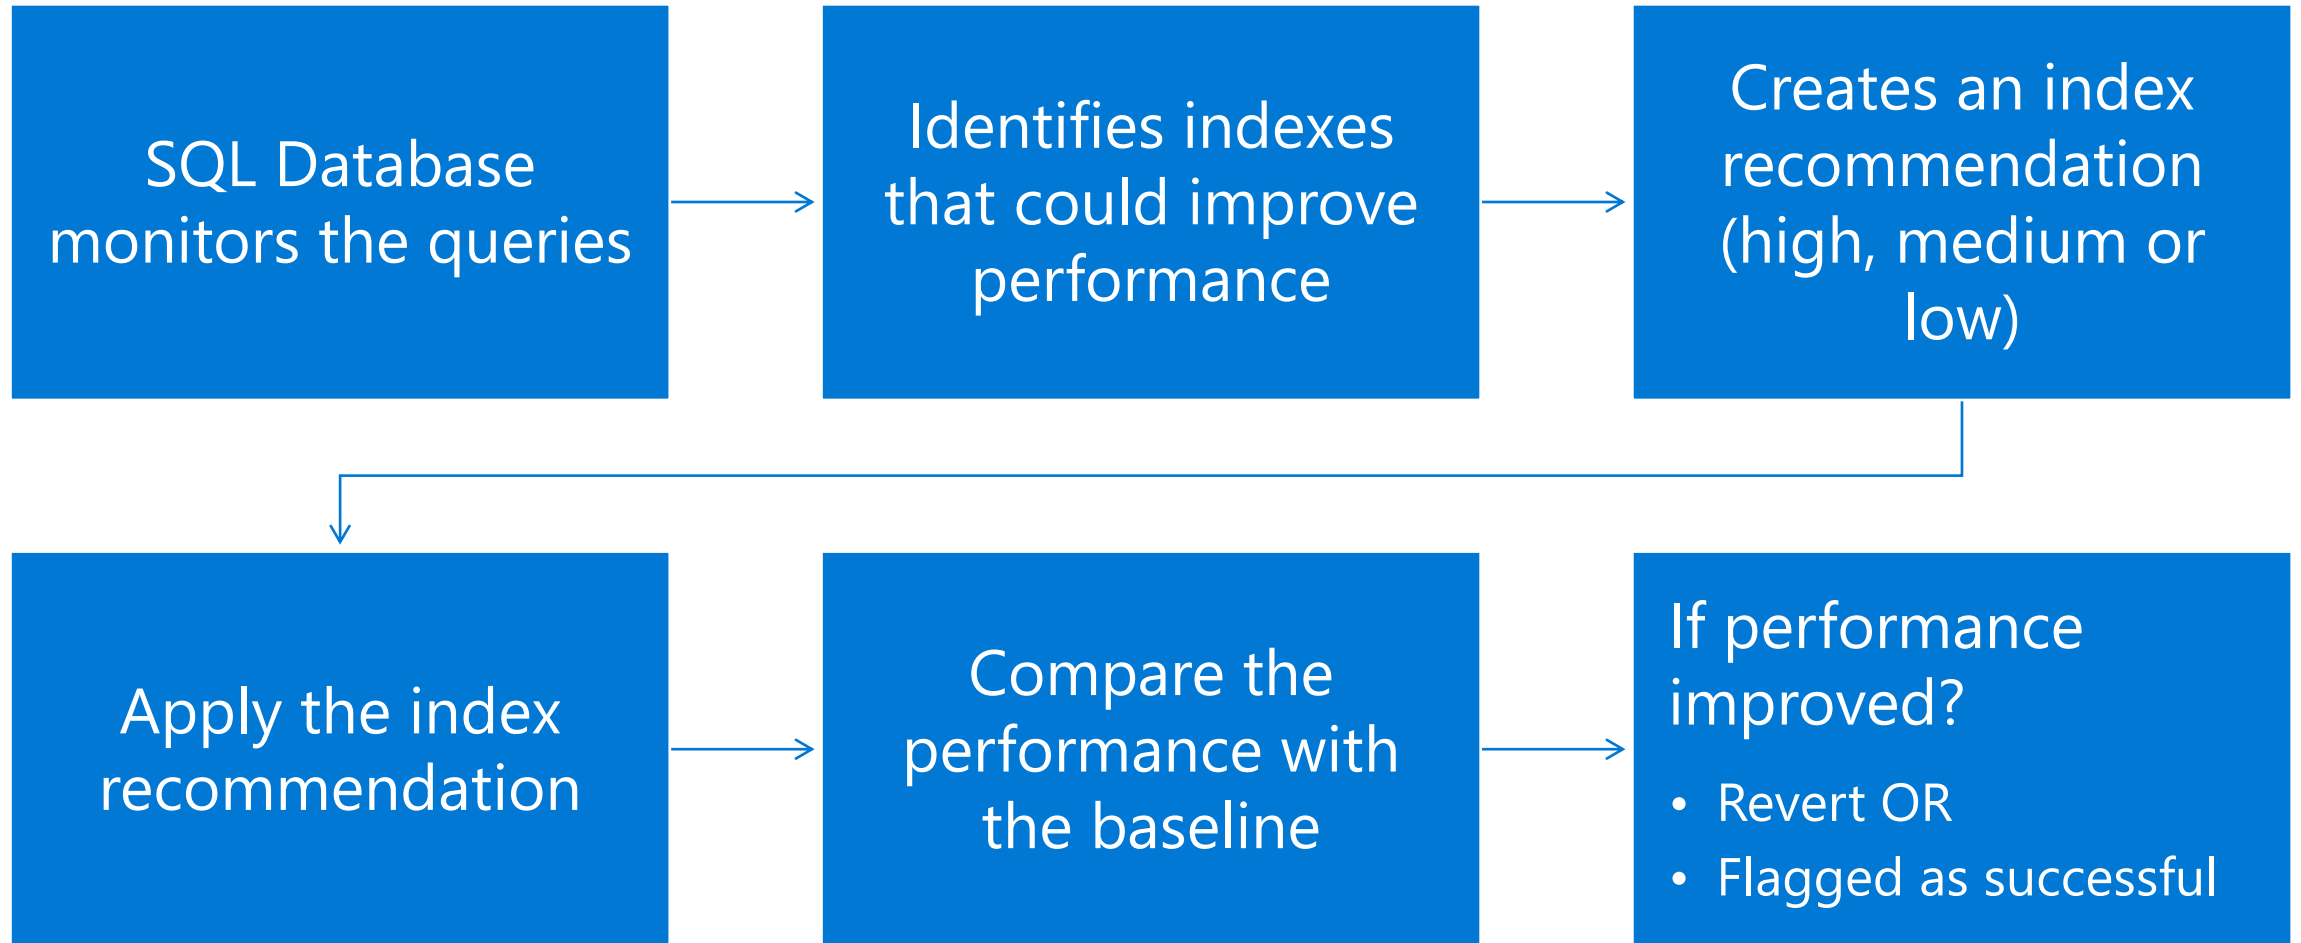 SQL Database
monitors the queries
Identifies indexes
that could improve
performance
Creates an index
recommendation
(high, medium or
low)
Apply the index
recommendation
Compare the
performance with
the baseline
If performance
improved?
• Revert OR
• Flagged as successful